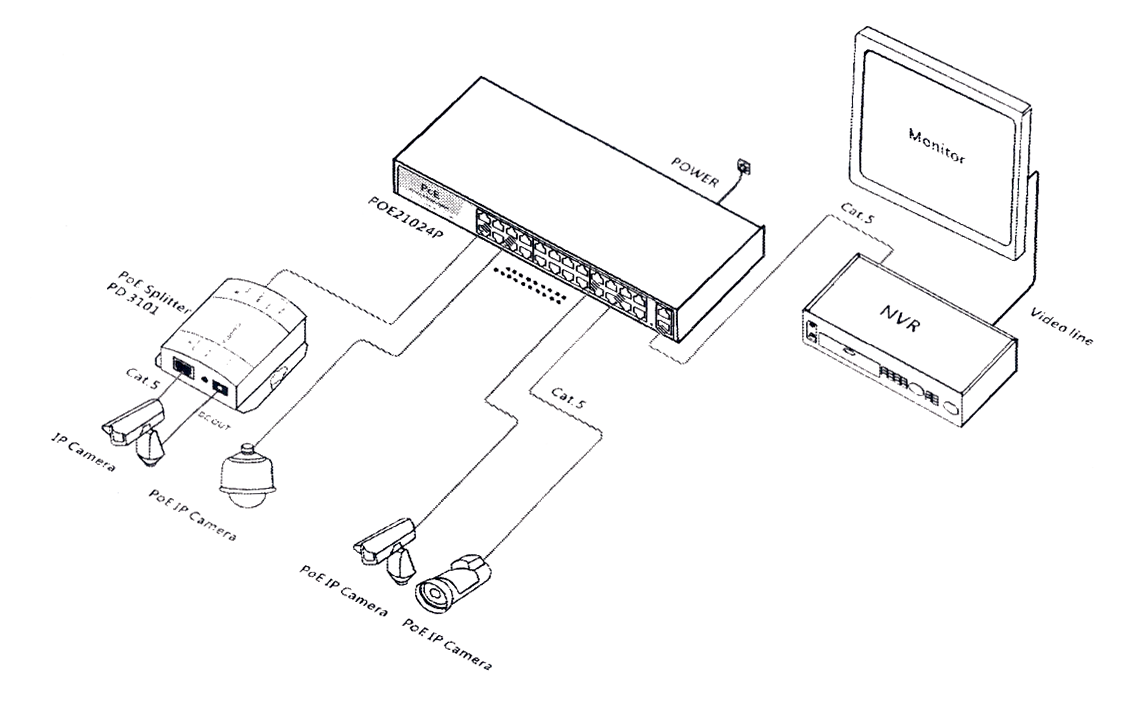 Monitor
POWER
PoE
POE21024P
Cat.5
NVR
Video line
PoE Splitter
PD 3101
Cat.5
DC OUT
IP Camera
PoE IP Camera
Cat.5
PoE IP Camera
PoE IP Camera